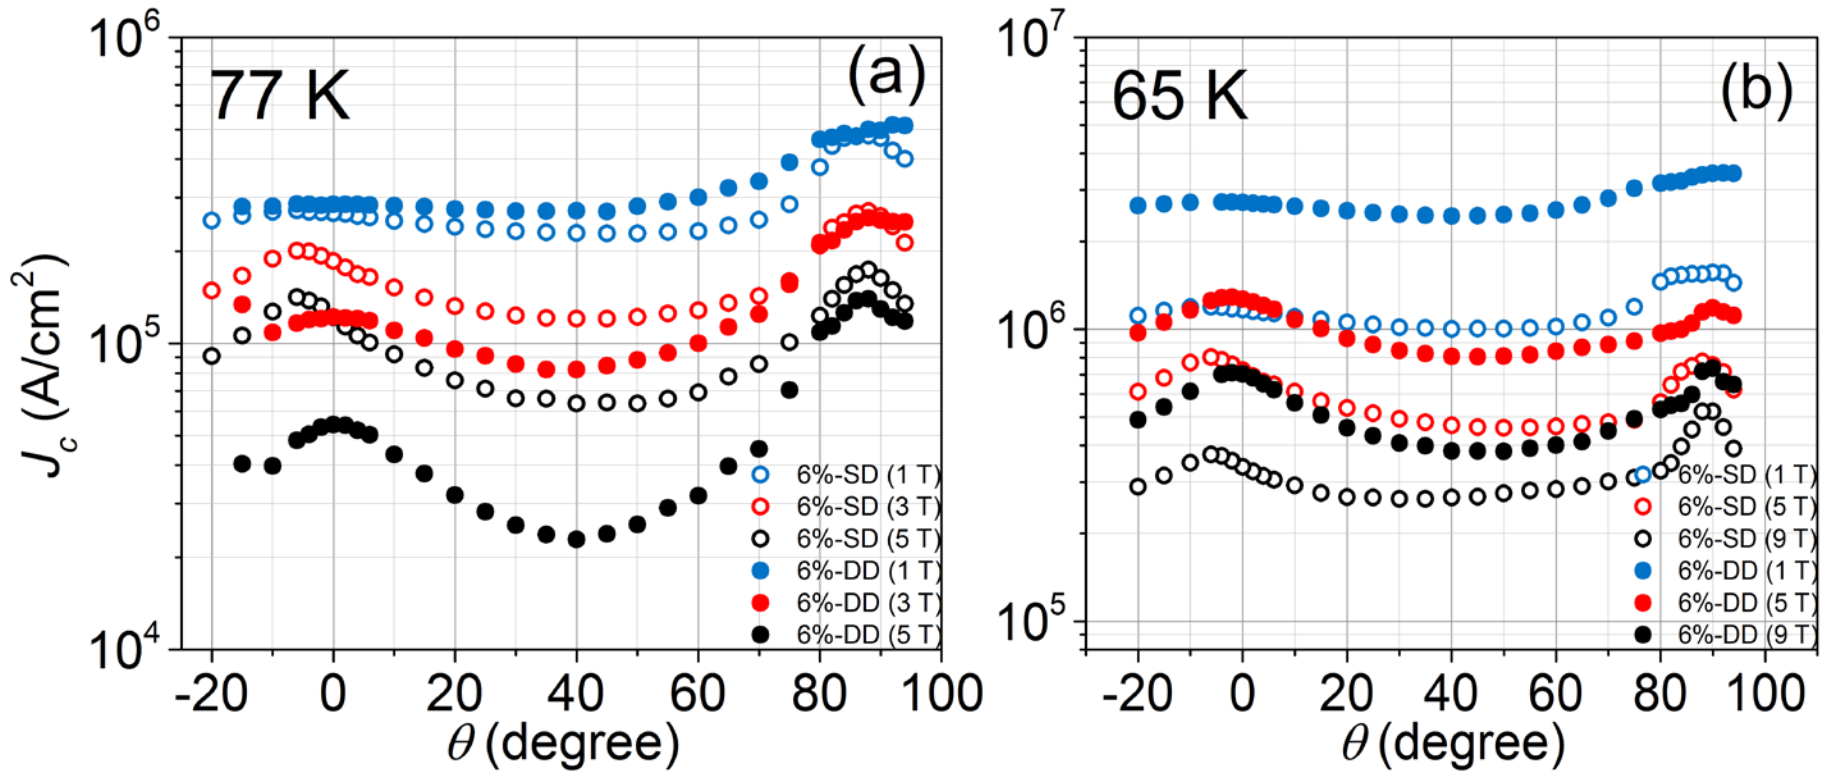 10^6
77 K
(a)
10^5
10^4
J_c (A/cm^2)
6%-SD (1 T)
6%-SD (3 T)
6%-SD (5 T)
6%-DD (1 T)
6%-DD (3 T)
6%-DD (5 T)
-20 0 20 40 60 80 100
θ (degree)
10^7
65 K
(b)
10^6
10^5
6%-SD (1 T)
6%-SD (5 T)
6%-SD (9 T)
6%-DD (1 T)
6%-DD (5 T)
6%-DD (9 T)
-20 0 20 40 60 80 100
θ (degree)